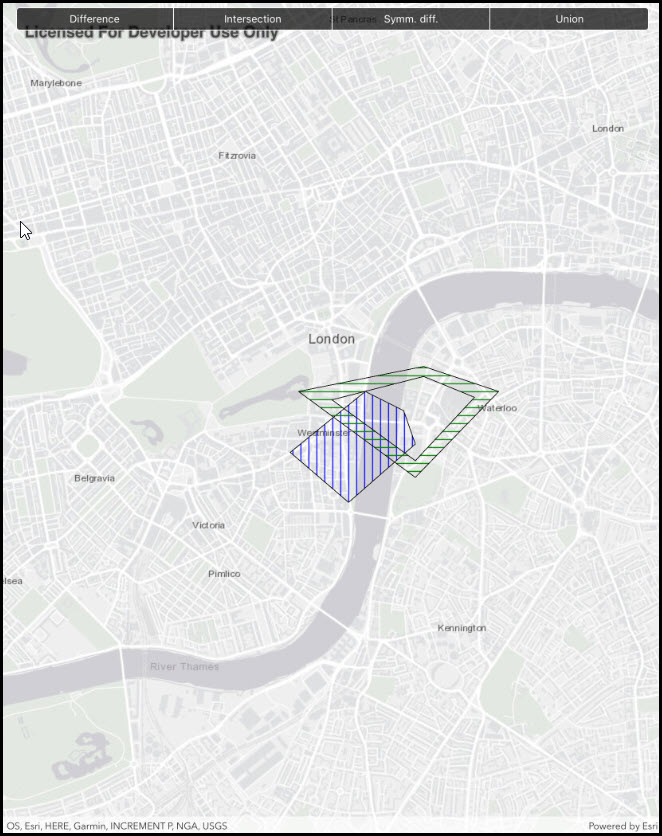 Difference
Intersection
Symm. diff.
Union
St Pancras
Licensed For Developer Use Only
Marylebone
London
Fitzrovia
London
Waterloo
Westminster
Belgravia
Victoria
Pimlico
elsea
Kennington
River Thames
OS, Esri, HERE, Garmin, INCREMENT P, NGA, USGS
Powered by Esri